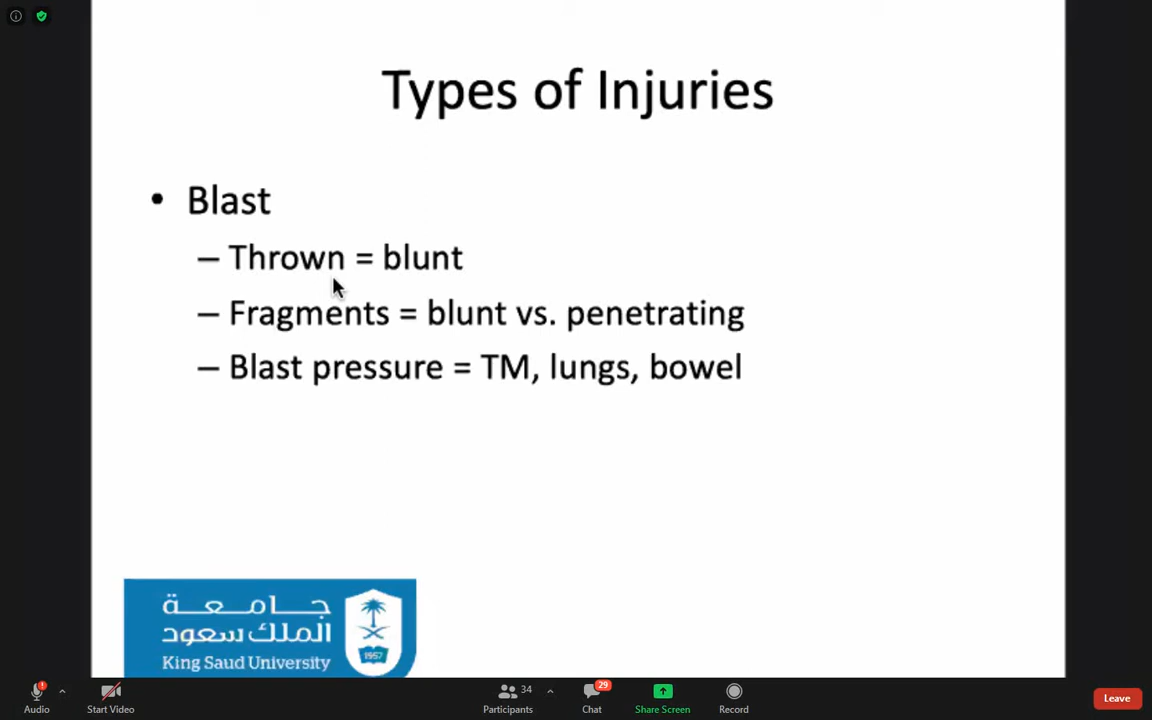 Types of Injuries
• Blast
– Thrown = blunt
– Fragments = blunt vs. penetrating
– Blast pressure = TM, lungs, bowel
جامعة
الملك سعود
King Saud University
1957
Audio
Start Video
Participants
34
Chat
29
Share Screen
Record
Leave